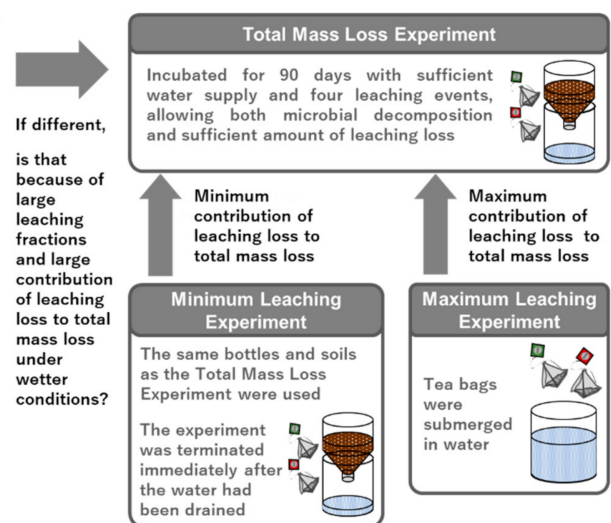 Total Mass Loss Experiment
Incubated for 90 days with sufficient
water supply and four leaching events,
allowing both microbial decomposition
and sufficient amount of leaching loss
If different,
is that
because of
large
leaching
fractions
and large
contribution
of leaching
loss to total
mass loss
under
wetter
conditions?
Minimum
contribution of
leaching loss to
total mass loss
Maximum
contribution of
leaching loss to
total mass loss
Minimum Leaching
Experiment
The same bottles and soils
as the Total Mass Loss
Experiment were used
The experiment
was terminated
immediately after
the water had
been drained
Maximum Leaching
Experiment
Tea bags
were
submerged
in water